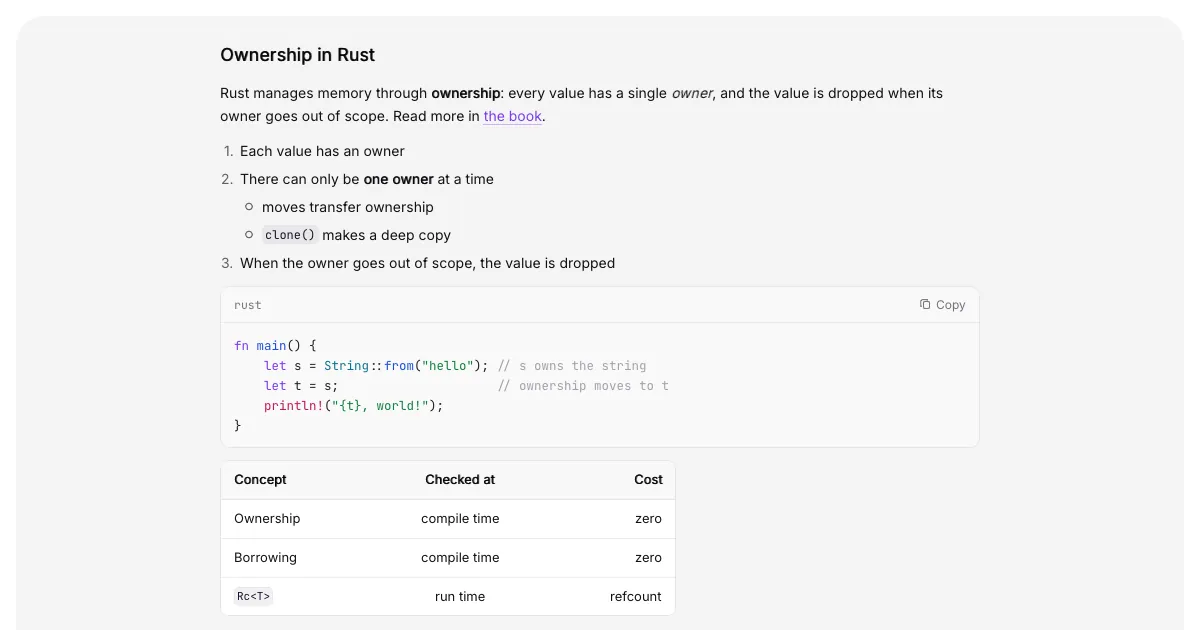 Ownership in Rust
Rust manages memory through ownership: every value has a single owner, and the value is dropped when its
owner goes out of scope. Read more in the book.
1. Each value has an owner
2. There can only be one owner at a time
moves transfer ownership
clone() makes a deep copy
3. When the owner goes out of scope, the value is dropped
rust Copy
fn main() {
    let s = String::from("hello"); // s owns the string
    let t = s;                     // ownership moves to t
    println!("{t}, world!");
}
Concept Checked at Cost
Ownership compile time zero
Borrowing compile time zero
Rc<T> run time refcount